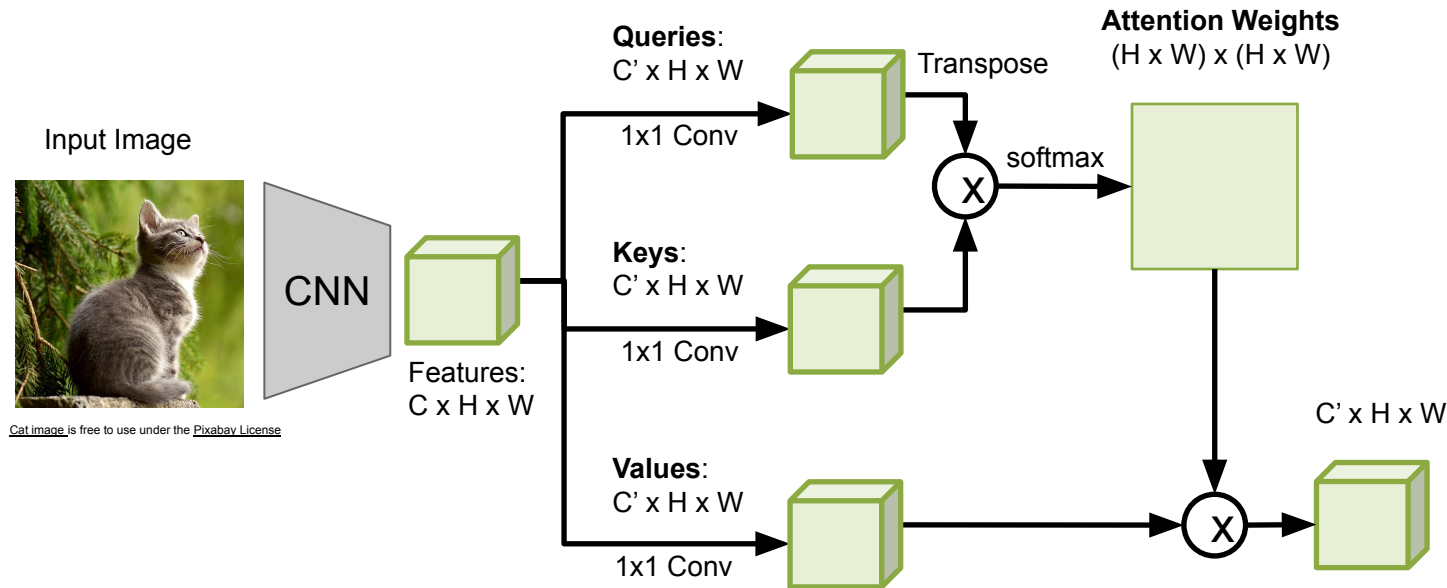 Input Image
Cat image is free to use under the Pixabay License
CNN
Features:
C x H x W
Queries:
C’ x H x W
1x1 Conv
Keys:
C’ x H x W
1x1 Conv
Values:
C’ x H x W
1x1 Conv
Transpose
X
softmax
Attention Weights
(H x W) x (H x W)
X
C’ x H x W